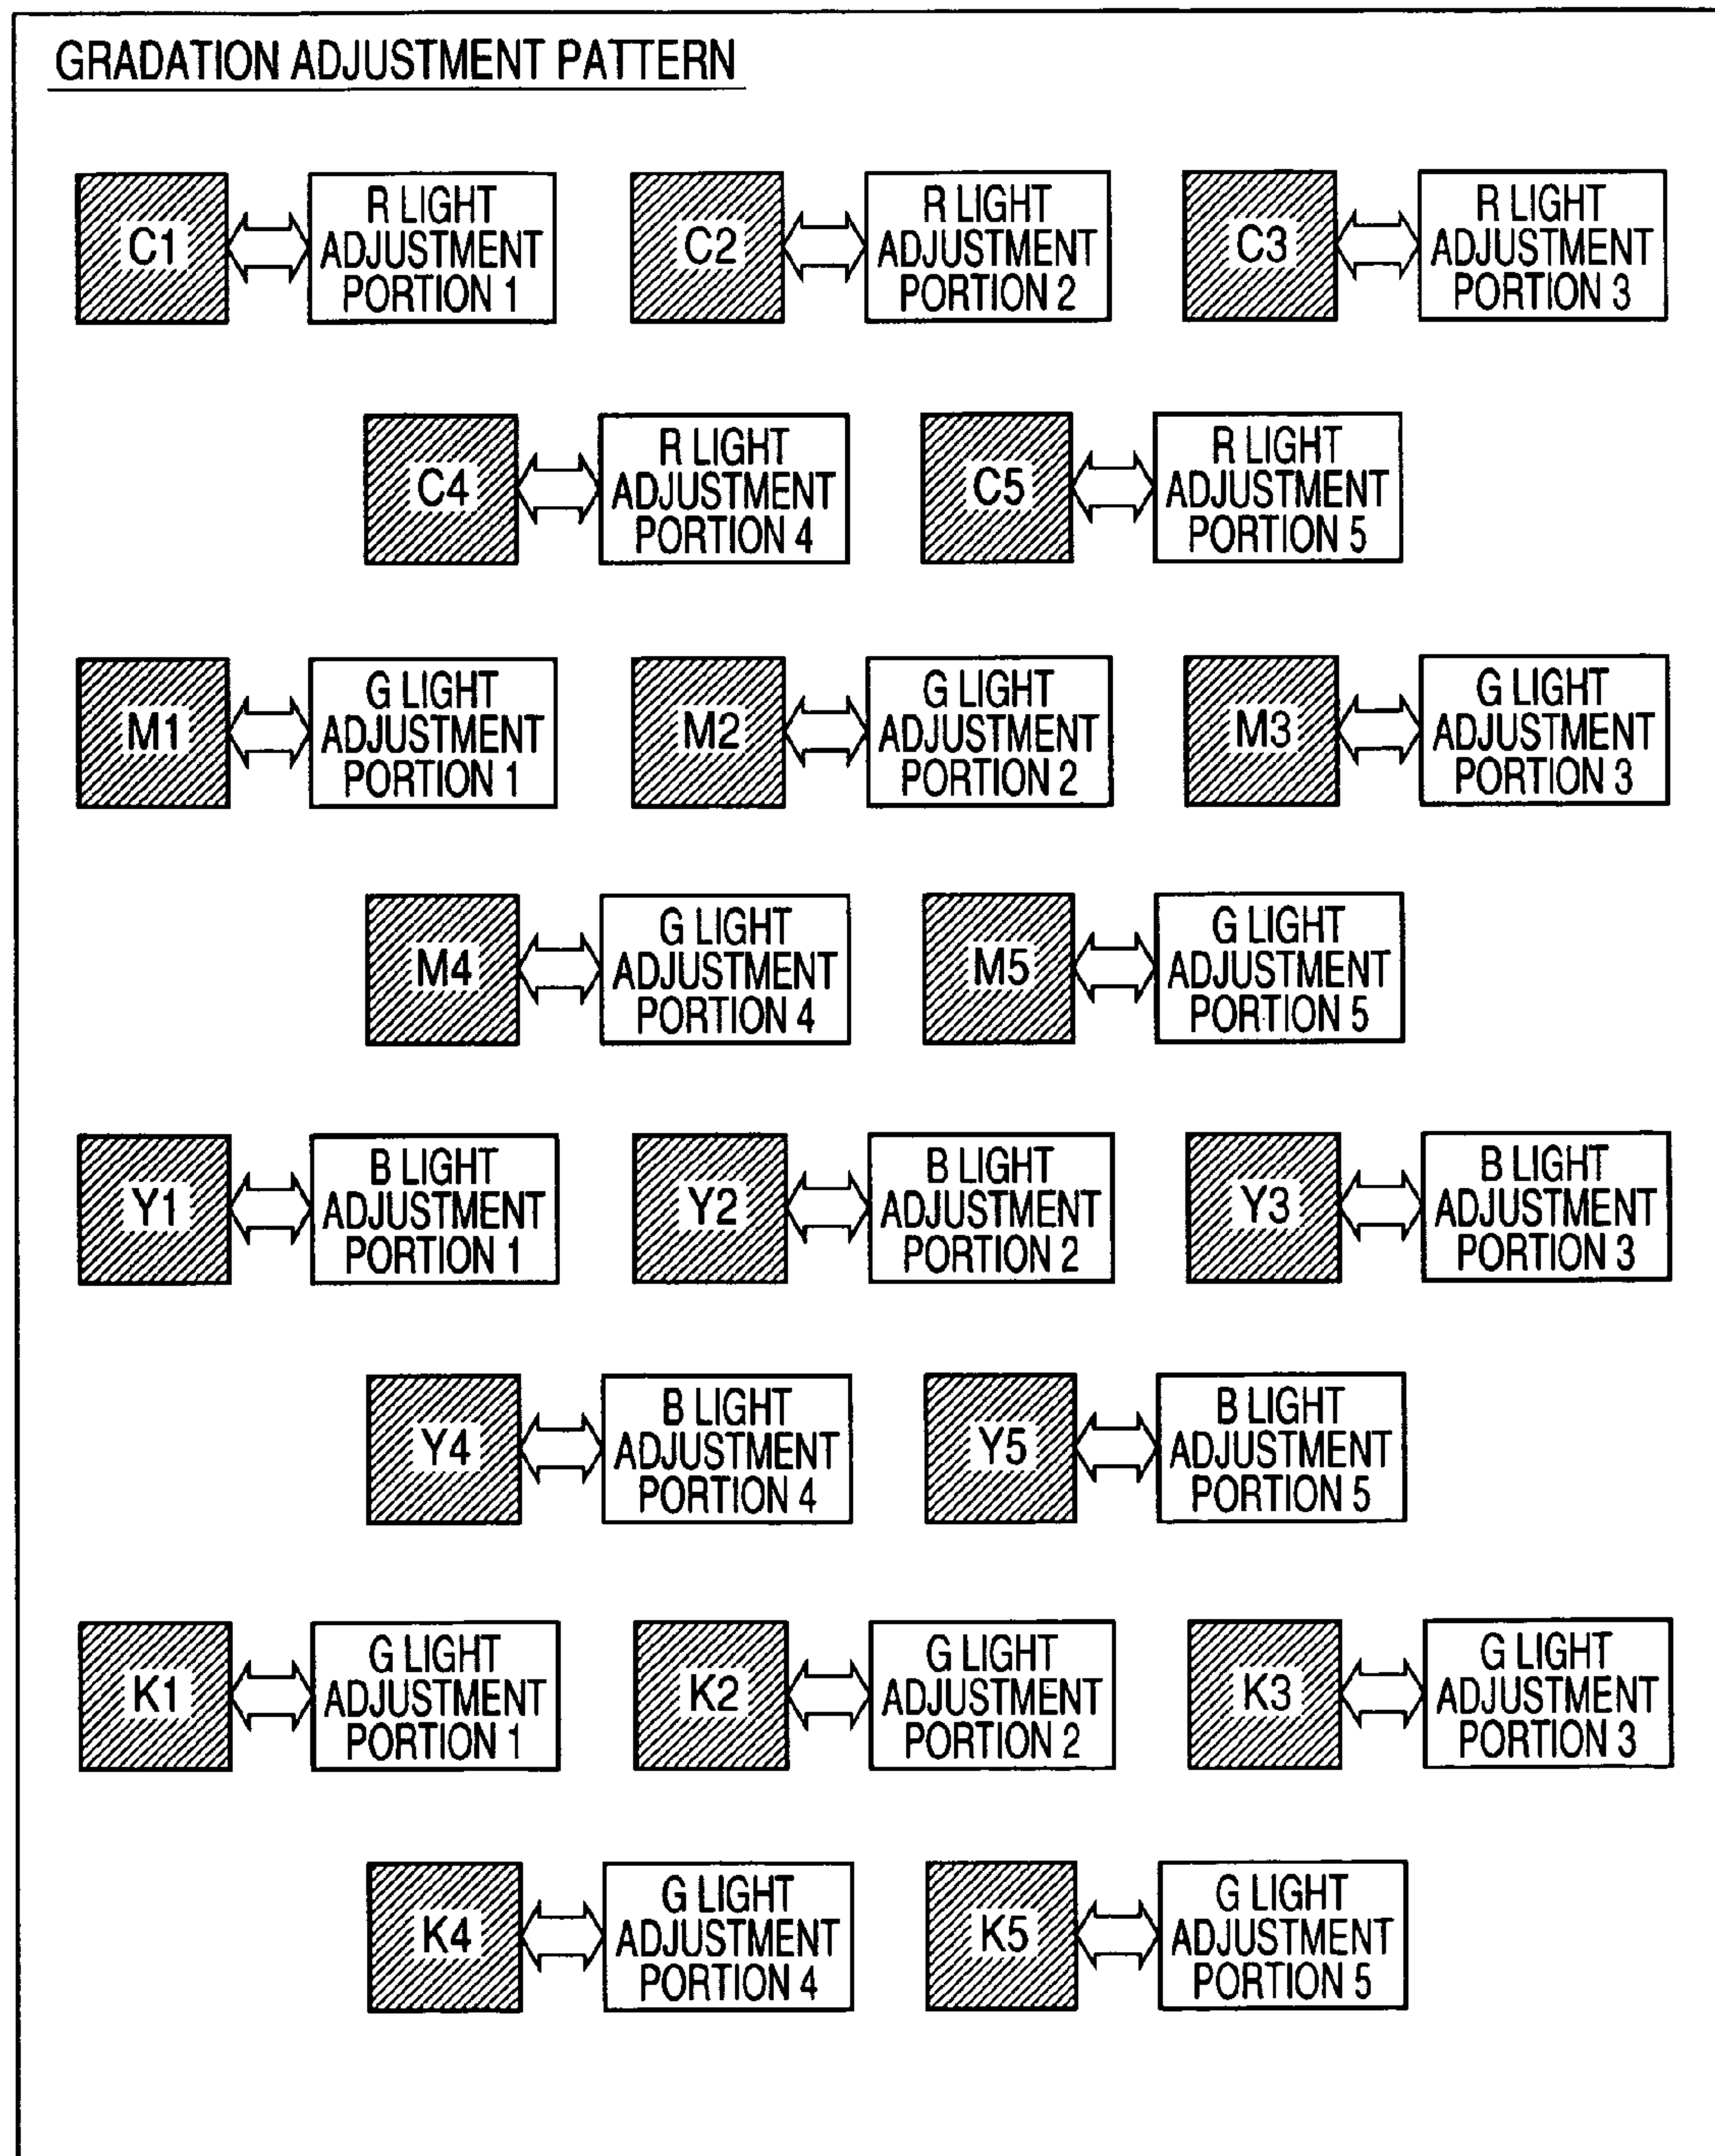 GRADATION ADJUSTMENT PATTERN
C1
R LIGHT
ADJUSTMENT
PORTION 1
C2
R LIGHT
ADJUSTMENT
PORTION 2
C3
R LIGHT
ADJUSTMENT
PORTION 3
C4
R LIGHT
ADJUSTMENT
PORTION 4
C5
R LIGHT
ADJUSTMENT
PORTION 5
M1
G LIGHT
ADJUSTMENT
PORTION 1
M2
G LIGHT
ADJUSTMENT
PORTION 2
M3
G LIGHT
ADJUSTMENT
PORTION 3
M4
G LIGHT
ADJUSTMENT
PORTION 4
M5
G LIGHT
ADJUSTMENT
PORTION 5
Y1
B LIGHT
ADJUSTMENT
PORTION 1
Y2
B LIGHT
ADJUSTMENT
PORTION 2
Y3
B LIGHT
ADJUSTMENT
PORTION 3
Y4
B LIGHT
ADJUSTMENT
PORTION 4
Y5
B LIGHT
ADJUSTMENT
PORTION 5
K1
G LIGHT
ADJUSTMENT
PORTION 1
K2
G LIGHT
ADJUSTMENT
PORTION 2
K3
G LIGHT
ADJUSTMENT
PORTION 3
K4
G LIGHT
ADJUSTMENT
PORTION 4
K5
G LIGHT
ADJUSTMENT
PORTION 5